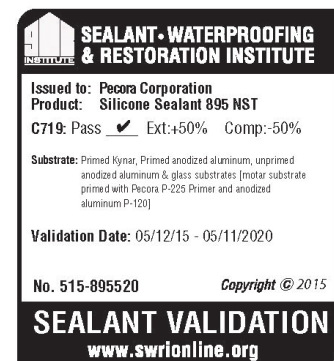 SEALANT•WATERPROOFING
& RESTORATION INSTITUTE
INSTITUTE
Issued to: Pecora Corporation
Product: Silicone Sealant 895 NST
C719: Pass ✔ Ext:+50% Comp:-50%
Substrate: Primed Kynar, Primed anodized aluminum, unprimed
anodized aluminum & glass substrates [motar substrate
primed with Pecora P-225 Primer and anodized
aluminum P-120]
Validation Date: 05/12/15 - 05/11/2020
No. 515-895520 Copyright © 2015
SEALANT VALIDATION
www.swrionline.org